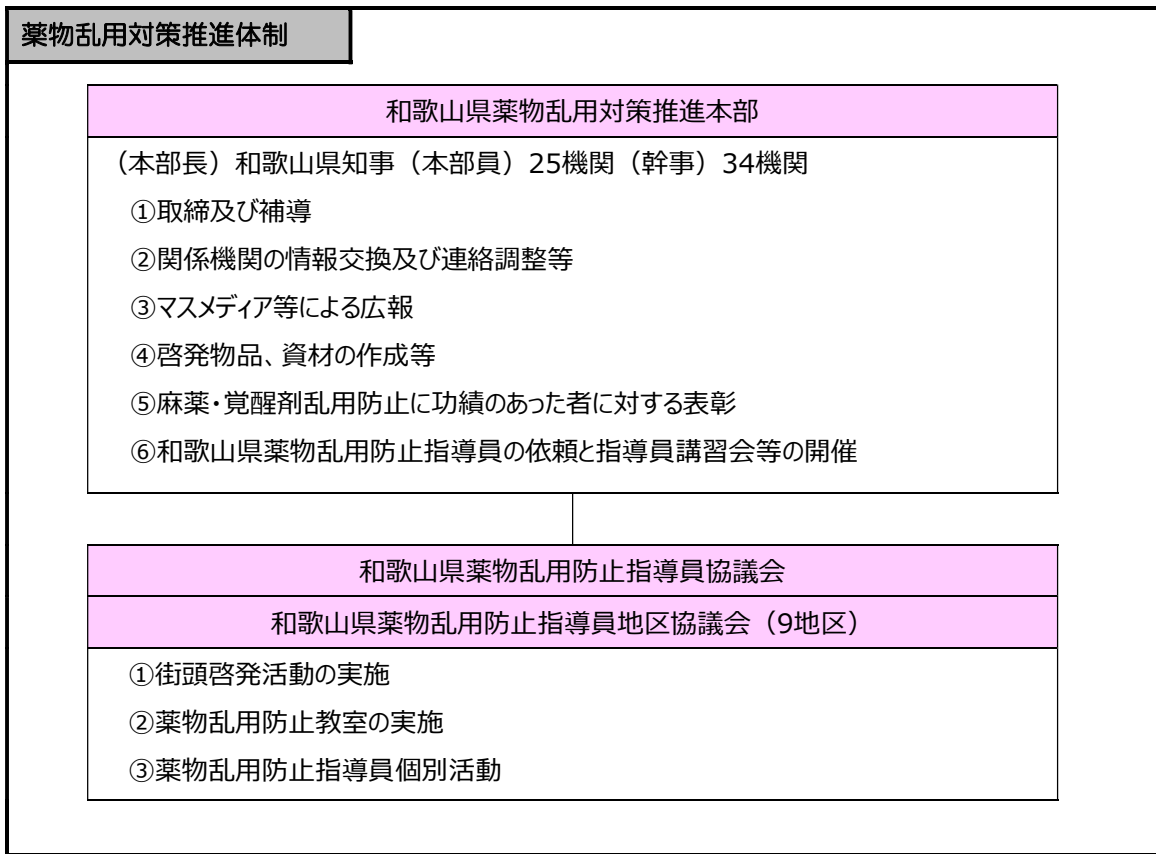 薬物乱用対策推進体制
和歌山県薬物乱用対策推進本部
（本部長）和歌山県知事（本部員）25機関（幹事）34機関
①取締及び補導
②関係機関の情報交換及び連絡調整等
③マスメディア等による広報
④啓発物品、資材の作成等
⑤麻薬・覚醒剤乱用防止に功績のあった者に対する表彰
⑥和歌山県薬物乱用防止指導員の依頼と指導員講習会等の開催
和歌山県薬物乱用防止指導員協議会
和歌山県薬物乱用防止指導員地区協議会（9地区）
①街頭啓発活動の実施
②薬物乱用防止教室の実施
③薬物乱用防止指導員個別活動